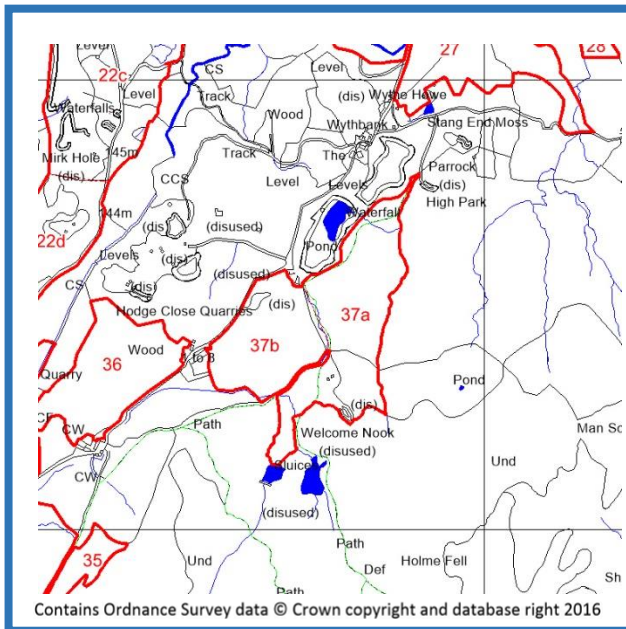 27
28
22c
Level
CS
Level
Track
(dis)
Wythe Howe
Waterfalls
Level
Wood
Wythbank
Stang End Moss
Mirk Hole
145m
Track
The
Parrock
(dis)
CCS
Level
Levels
(dis)
High Park
144m
Waterfall
22d
(dis)
(disused)
Levels
(dis)
Pond
CS
(dis)
(disused)
Hodge Close Quarries
(dis)
37a
Wood
to 8
36
37b
Quarry
Pond
(dis)
CW
Path
Welcome Nook
Man
(disused)
Und
CW
Sluice
(disused)
Path
35
Und
Def
Holme Fell
Sh
Path
Contains Ordnance Survey data © Crown copyright and database right 2016